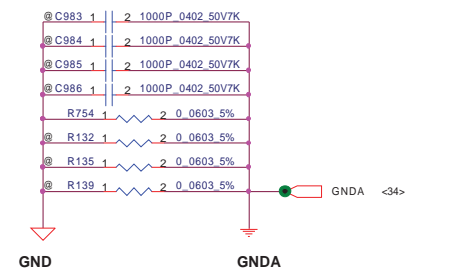 @ C983 1 2 1000P_0402_50V7K
@ C984 1 2 1000P_0402_50V7K
@ C985 1 2 1000P_0402_50V7K
@ C986 1 2 1000P_0402_50V7K
R754 1 2 0_0603_5%
@ R132 1 2 0_0603_5%
@ R135 1 2 0_0603_5%
@ R139 1 2 0_0603_5%
GNDA <34>
GND GNDA